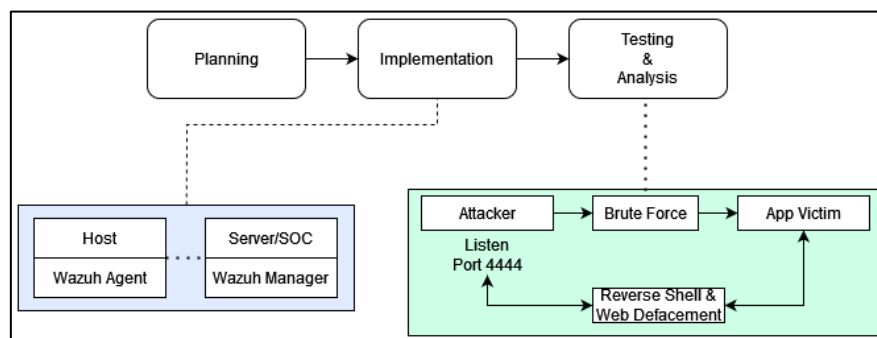 Planning
Implementation
Testing
&
Analysis
Host
Wazuh Agent
Server/SOC
Wazuh Manager
Attacker
Brute Force
App Victim
Listen
Port 4444
Reverse Shell &
Web Defacement